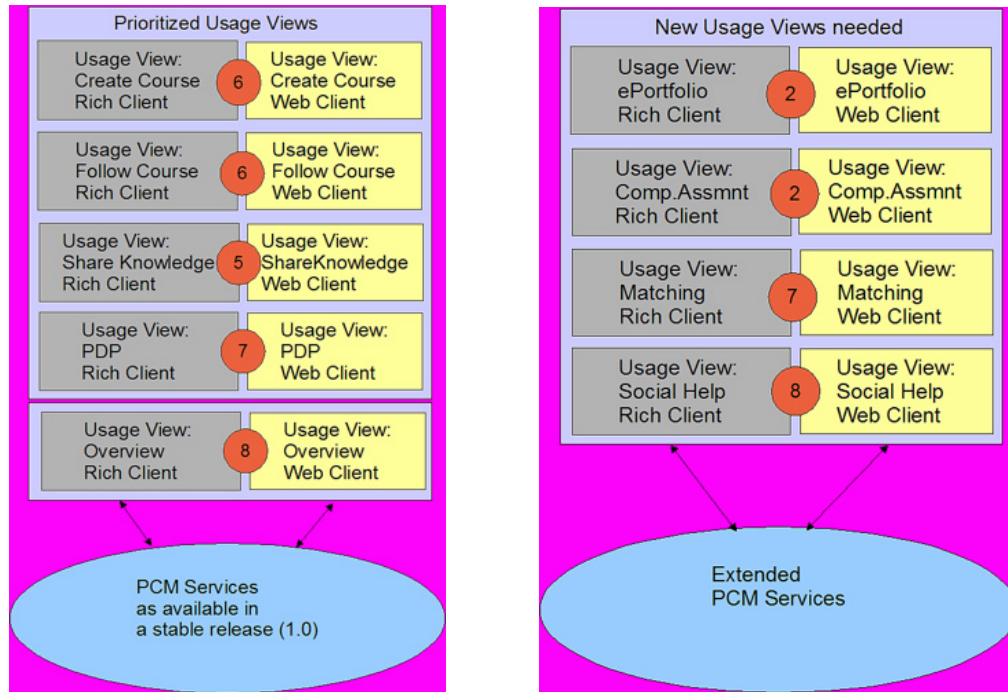 Prioritized Usage Views
Usage View:
Create Course
Rich Client
6
Usage View:
Create Course
Web Client
Usage View:
Follow Course
Rich Client
6
Usage View:
Follow Course
Web Client
Usage View:
Share Knowledge
Rich Client
5
Usage View:
ShareKnowledge
Web Client
Usage View:
PDP
Rich Client
7
Usage View:
PDP
Web Client
Usage View:
Overview
Rich Client
8
Usage View:
Overview
Web Client
PCM Services
as available in
a stable release (1.0)
New Usage Views needed
Usage View:
ePortfolio
Rich Client
2
Usage View:
ePortfolio
Web Client
Usage View:
Comp.Assmnt
Rich Client
2
Usage View:
Comp.Assmnt
Web Client
Usage View:
Matching
Rich Client
7
Usage View:
Matching
Web Client
Usage View:
Social Help
Rich Client
8
Usage View:
Social Help
Web Client
Extended
PCM Services